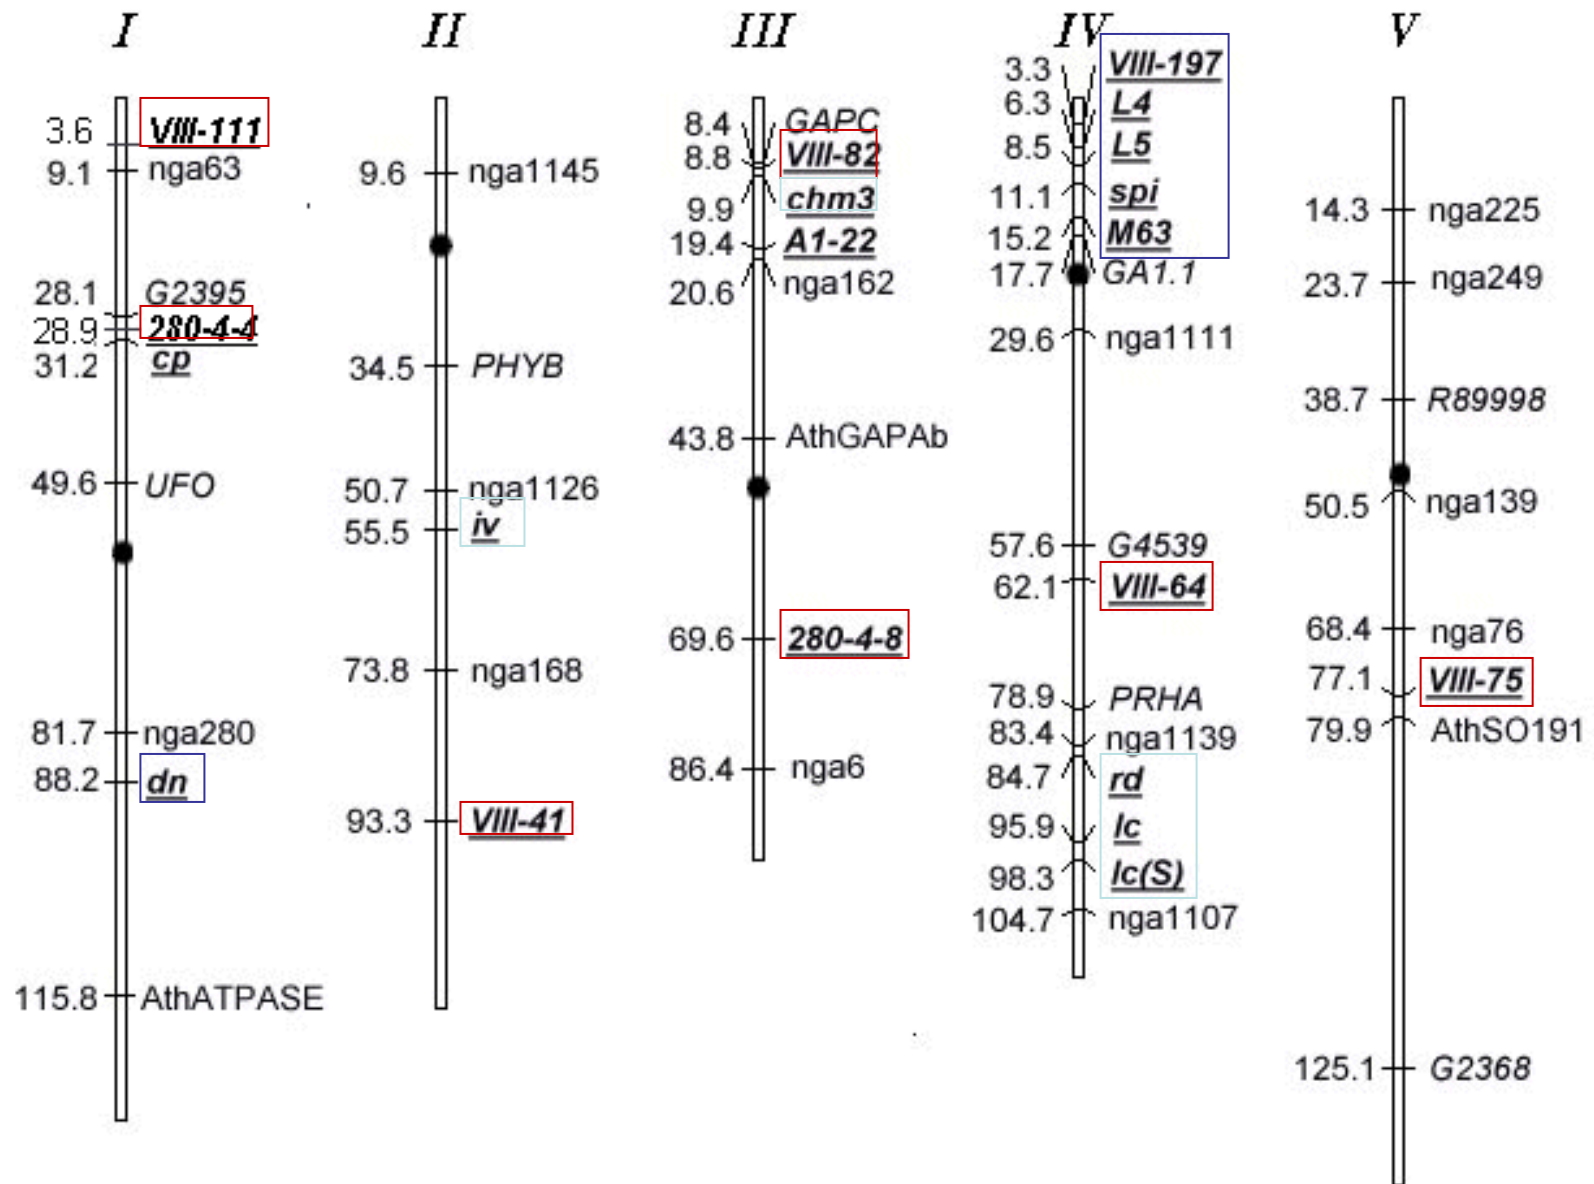 I
3.6 VIII-111
9.1 nga63
28.1 G2395
28.9 280-4-4
31.2 cp
49.6 UFO
81.7 nga280
88.2 dn
115.8 AthATPASE
II
9.6 nga1145
34.5 PHYB
50.7 nga1126
55.5 iv
73.8 nga168
93.3 VIII-41
III
8.4 GAPC
8.8 VIII-82
9.9 chm3
19.4 A1-22
20.6 nga162
43.8 AthGAPAb
69.6 280-4-8
86.4 nga6
IV
3.3 VIII-197
6.3 L4
8.5 L5
11.1 spi
15.2 M63
17.7 GA1.1
29.6 nga1111
57.6 G4539
62.1 VIII-64
78.9 PRHA
83.4 nga1139
84.7 rd
95.9 lc
98.3 lc(S)
104.7 nga1107
V
14.3 nga225
23.7 nga249
38.7 R89998
50.5 nga139
68.4 nga76
77.1 VIII-75
79.9 AthSO191
125.1 G2368